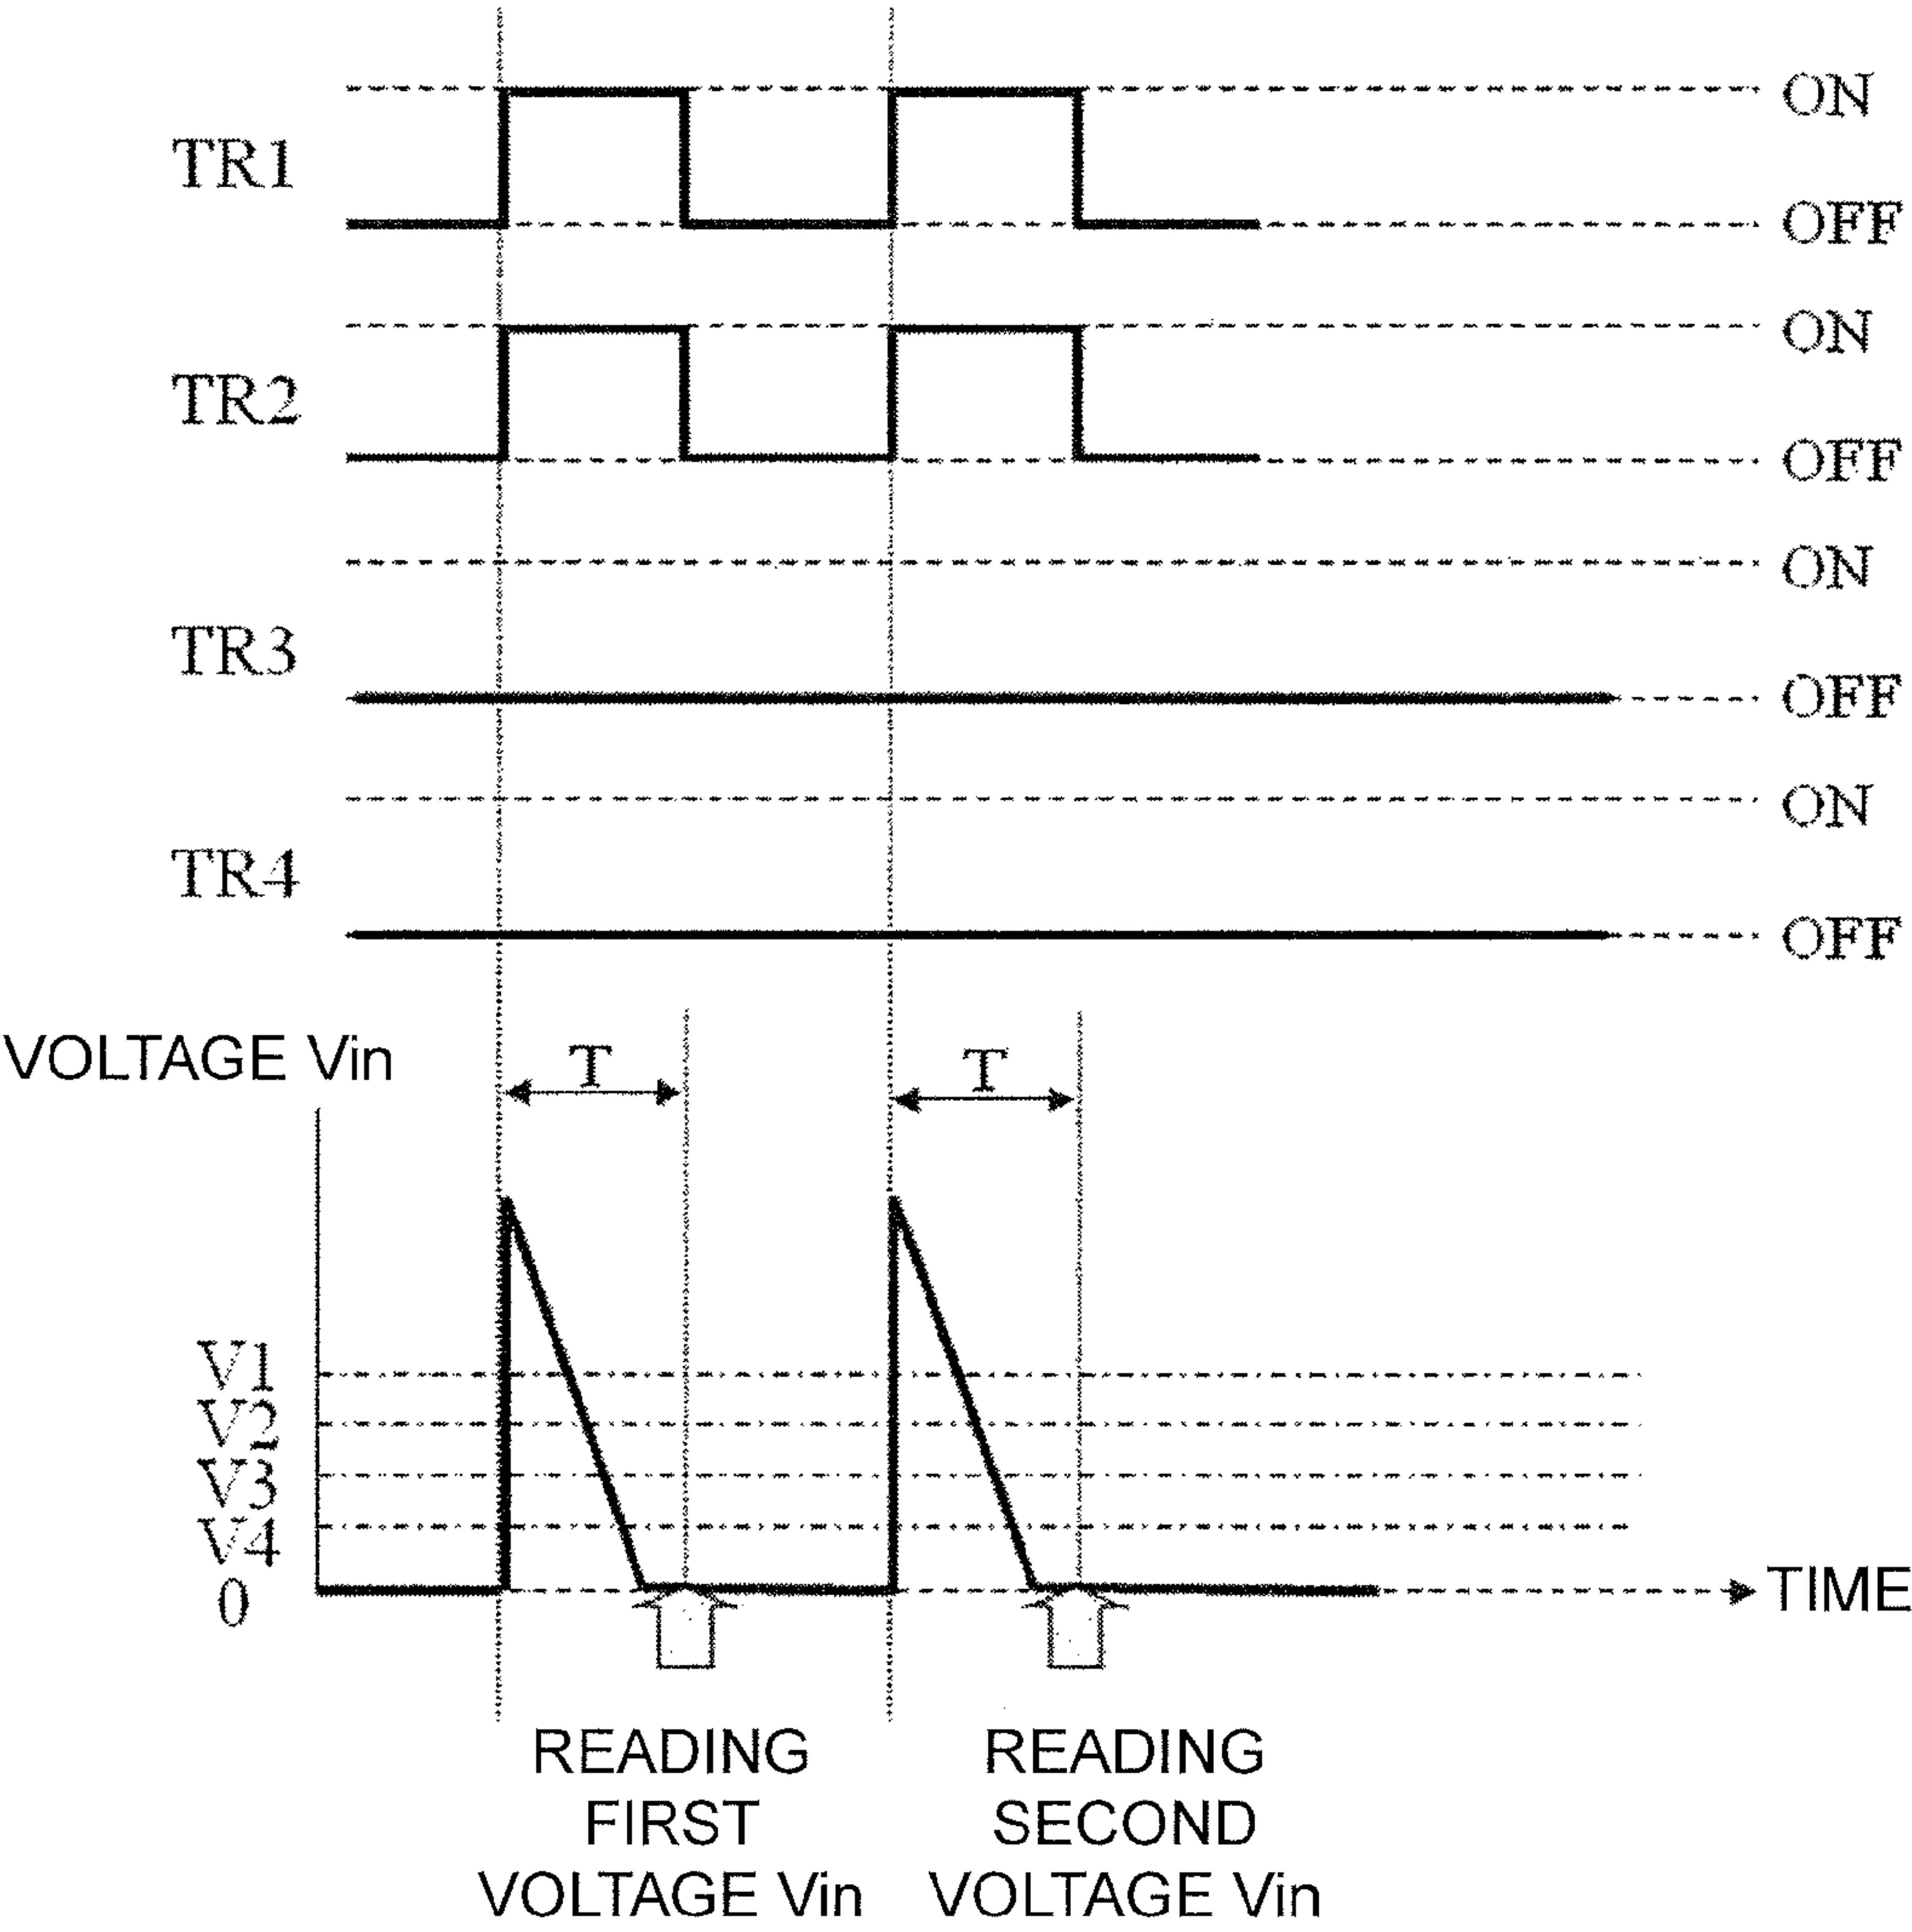 ON
TR1
OFF
ON
TR2
OFF
ON
TR3
OFF
ON
TR4
OFF
VOLTAGE Vin
T
T
V1
V2
V3
V4
0
TIME
READING
FIRST
VOLTAGE Vin
READING
SECOND
VOLTAGE Vin